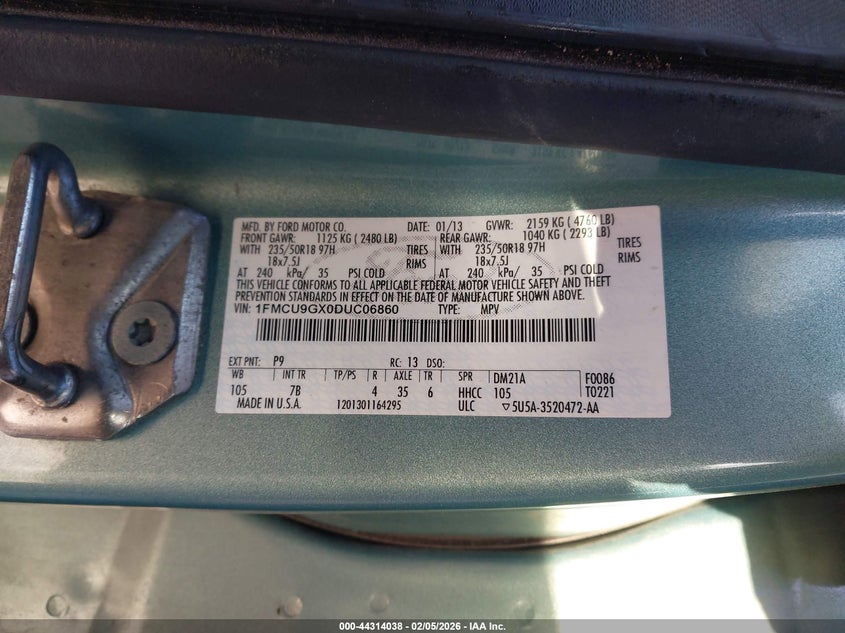 MFD. BY FORD MOTOR CO. DATE: 01/13 GVWR: 2159 KG ( 4760 LB)
FRONT GAWR: 1125 KG ( 2480 LB) REAR GAWR: 1040 KG ( 2293 LB)
WITH 235/50R18 97H TIRES WITH 235/50R18 97H TIRES
18x7.5J RIMS 18x7.5J RIMS
AT 240 kPa/ 35 PSI COLD AT 240 kPa/ 35 PSI COLD
THIS VEHICLE CONFORMS TO ALL APPLICABLE FEDERAL MOTOR VEHICLE SAFETY AND THEFT
PREVENTION STANDARDS IN EFFECT ON THE DATE OF MANUFACTURE SHOWN ABOVE.
VIN: 1FMCU9GX0DUC06860 TYPE: MPV
EXT PNT: P9 RC: 13 DSO:
WB INT TR TP/PS R AXLE TR SPR DM21A F0086
105 7B 4 35 6 HHCC 105 T0221
MADE IN U.S.A. 1201301164295 ULC ▽5U5A-3520472-AA
000-44314038 - 02/05/2026 - IAA Inc.